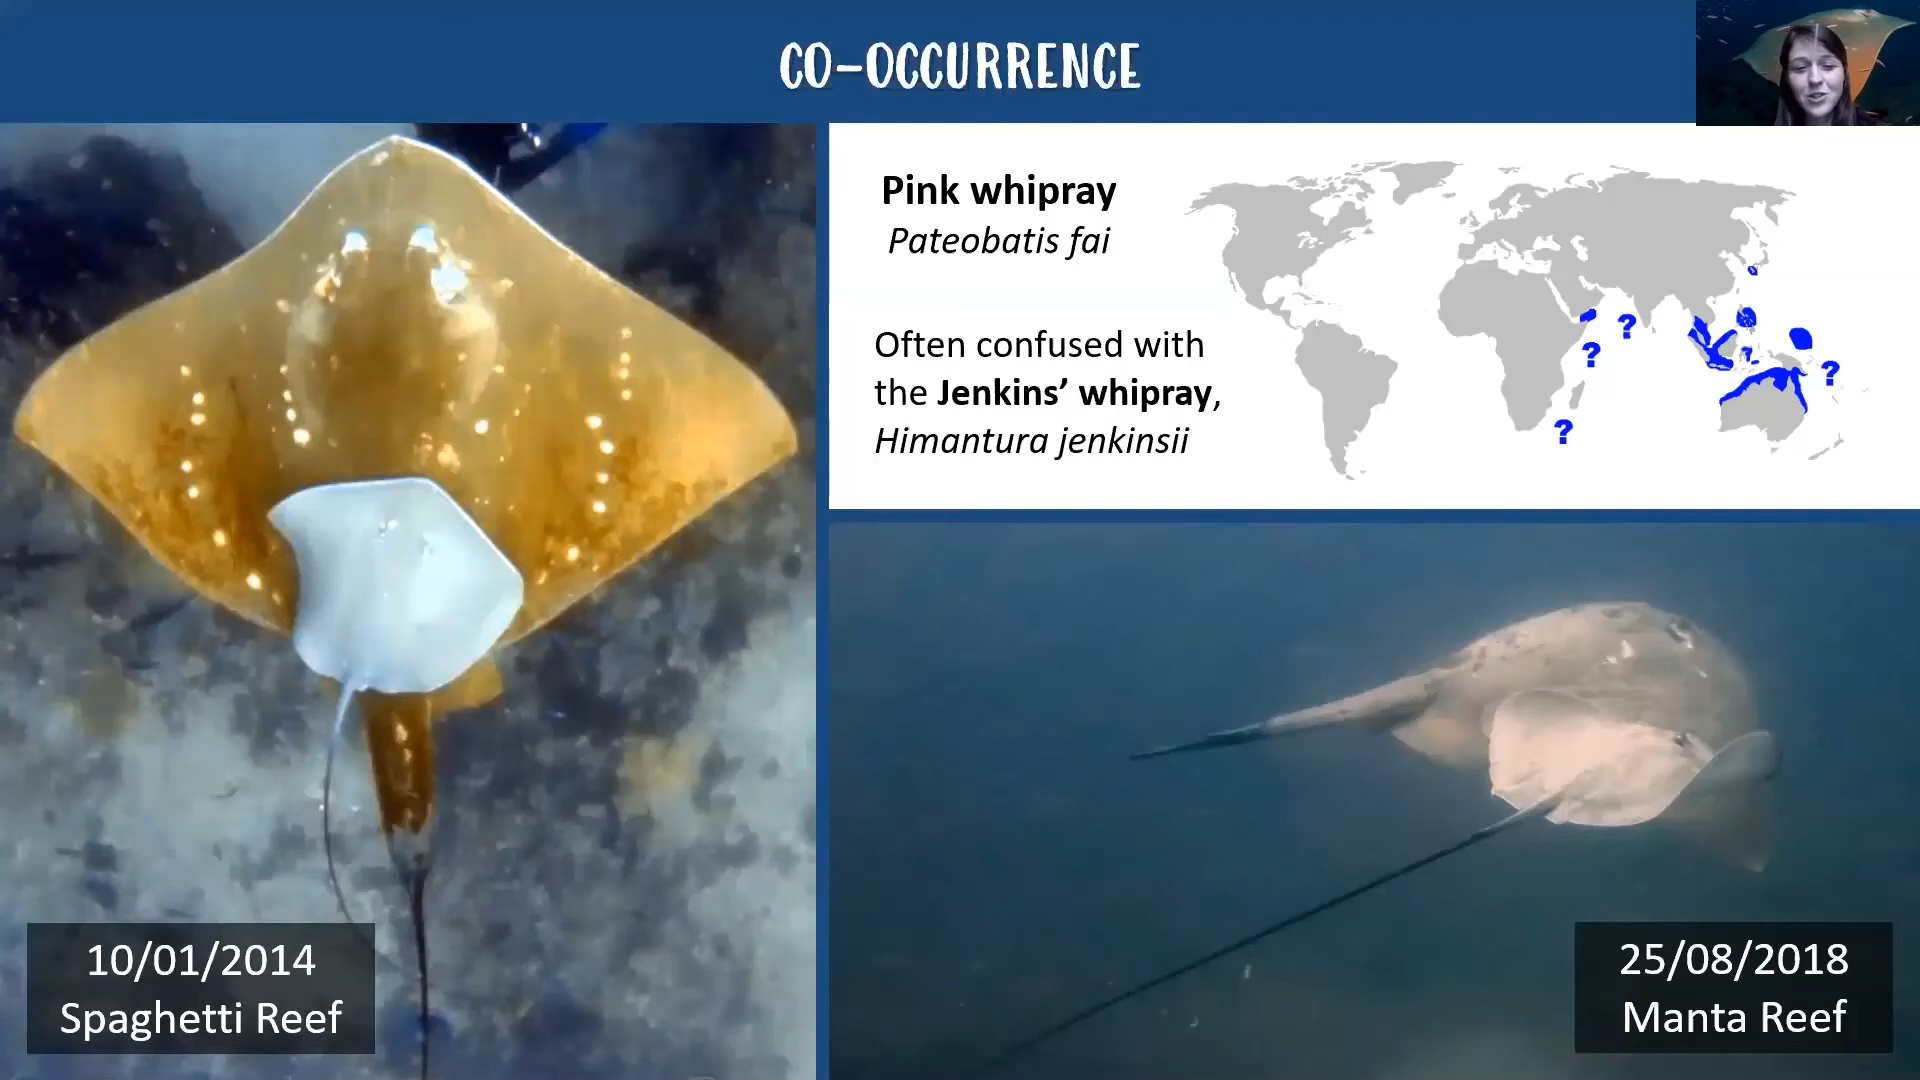 CO-OCCURRENCE
Pink whipray
Pateobatis fai
Often confused with
the Jenkins’ whipray,
Himantura jenkinsii
?
?
?
?
10/01/2014
Spaghetti Reef
25/08/2018
Manta Reef